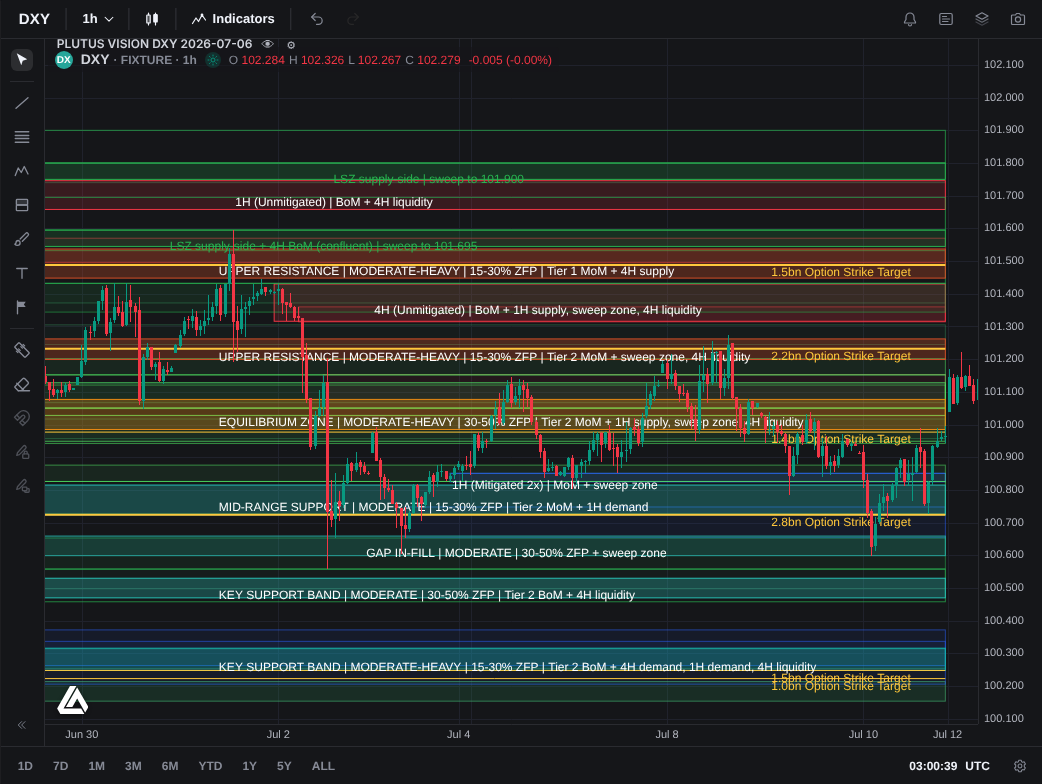 DXY 1h Indicators
PLUTUS VISION DXY 2026-07-06
DX DXY · FIXTURE · 1h O 102.284 H 102.326 L 102.267 C 102.279 -0.005 (-0.00%)
102.100
102.000
101.900
101.800
LSZ supply-side | sweep to 101.900
101.700
1H (Unmitigated) | BoM + 4H liquidity
101.600
LSZ supply-side + 4H BoM (confluent) | sweep to 101.695
101.500
UPPER RESISTANCE | MODERATE-HEAVY | 15-30% ZFP | Tier 1 MoM + 4H supply
1.5bn Option Strike Target
101.400
4H (Unmitigated) | BoM + 1H supply, sweep zone, 4H liquidity
101.300
UPPER RESISTANCE | MODERATE-HEAVY | 15-30% ZFP | Tier 2 MoM + sweep zone, 4H liquidity
2.2bn Option Strike Target
101.200
101.100
EQUILIBRIUM ZONE | MODERATE-HEAVY | 30-50% ZFP | Tier 2 MoM + 1H supply, sweep zone, 4H liquidity
101.000
1.4bn Option Strike Target
100.900
1H (Mitigated 2x) | MoM + sweep zone
100.800
MID-RANGE SUPPORT | MODERATE | 15-30% ZFP | Tier 2 MoM + 1H demand
2.8bn Option Strike Target
100.700
GAP IN-FILL | MODERATE | 30-50% ZFP + sweep zone
100.600
KEY SUPPORT BAND | MODERATE | 30-50% ZFP | Tier 2 BoM + 4H liquidity
100.500
100.400
100.300
KEY SUPPORT BAND | MODERATE-HEAVY | 15-30% ZFP | Tier 2 BoM + 4H demand, 1H demand, 4H liquidity
1.5bn Option Strike Target
1.0bn Option Strike Target
100.200
100.100
Jun 30 Jul 2 Jul 4 Jul 8 Jul 10 Jul 12
1D 7D 1M 3M 6M YTD 1Y 5Y ALL 03:00:39 UTC